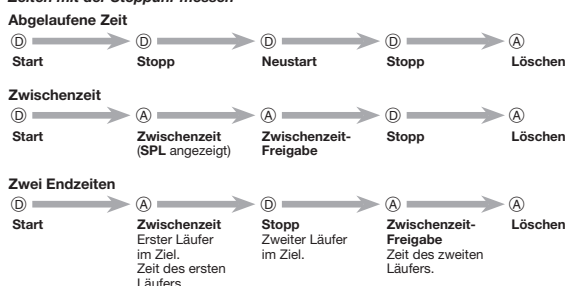 Zeiten mit der Stoppuhr messen
Abgelaufene Zeit
Ⓓ Ⓓ Ⓓ Ⓓ Ⓐ
Start Stopp Neustart Stopp Löschen
Zwischenzeit
Ⓓ Ⓐ Ⓐ Ⓓ Ⓐ
Start Zwischenzeit Zwischenzeit- Stopp Löschen
(SPL angezeigt) Freigabe
Zwei Endzeiten
Ⓓ Ⓐ Ⓓ Ⓐ Ⓐ
Start Zwischenzeit Stopp Zwischenzeit- Löschen
Erster Läufer Zweiter Läufer Freigabe
im Ziel. im Ziel. Zeit des zweiten
Zeit des ersten Läufers.
Läufers